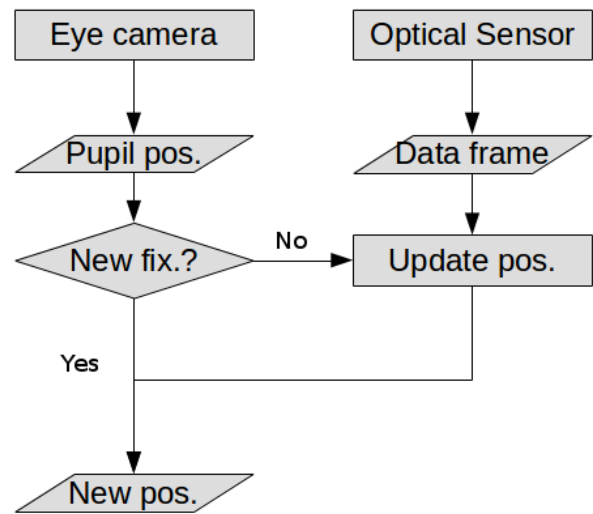 Eye camera
Optical Sensor
Pupil pos.
Data frame
New fix.?
No
Update pos.
Yes
New pos.